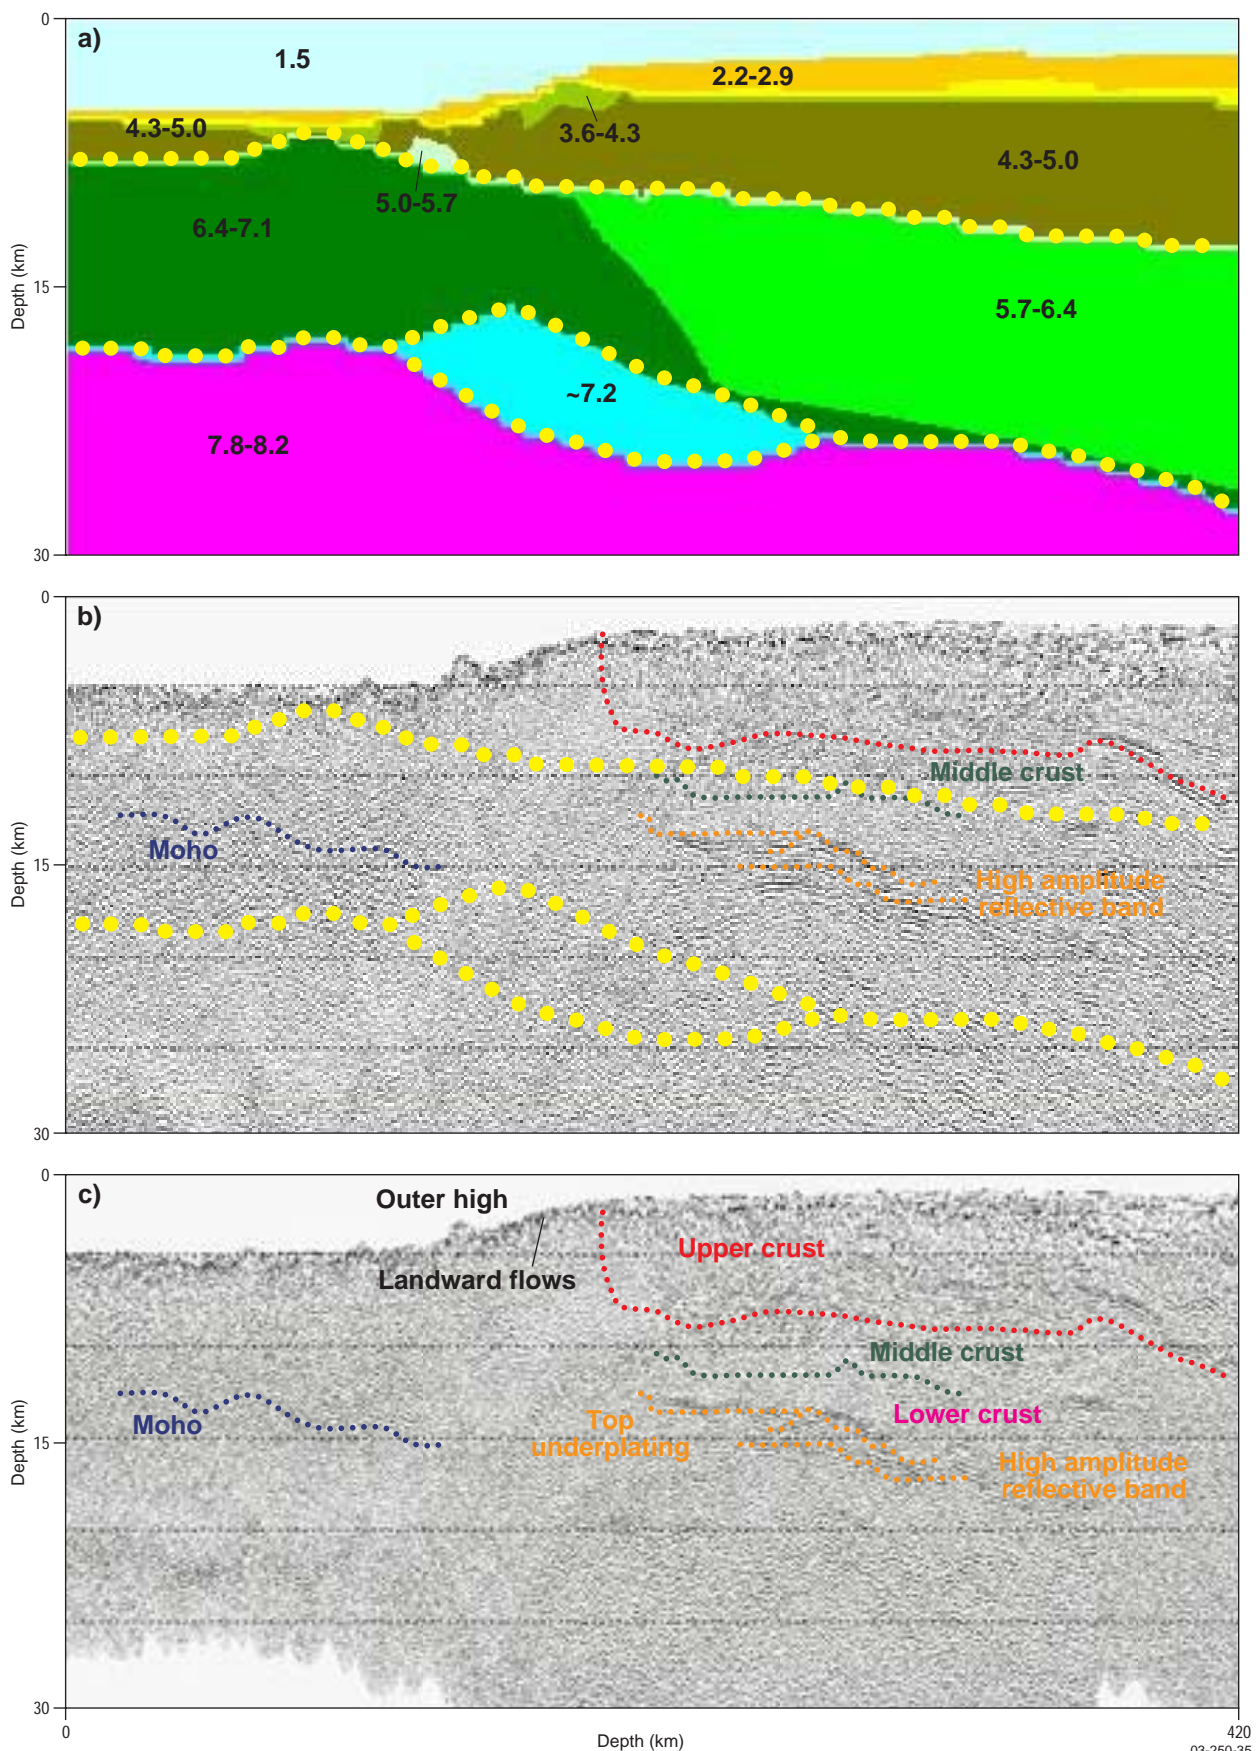 0
a)
1.5
2.2-2.9
4.3-5.0
3.6-4.3
4.3-5.0
5.0-5.7
6.4-7.1
Depth (km)
15
5.7-6.4
~7.2
7.8-8.2
30
0
b)
Middle crust
Moho
Depth (km)
15
High amplitude
reflective band
30
0
c)
Outer high
Upper crust
Landward flows
Middle crust
Lower crust
Moho
Top
underplating
Depth (km)
15
High amplitude
reflective band
30
0
420
Depth (km)
03-250-35